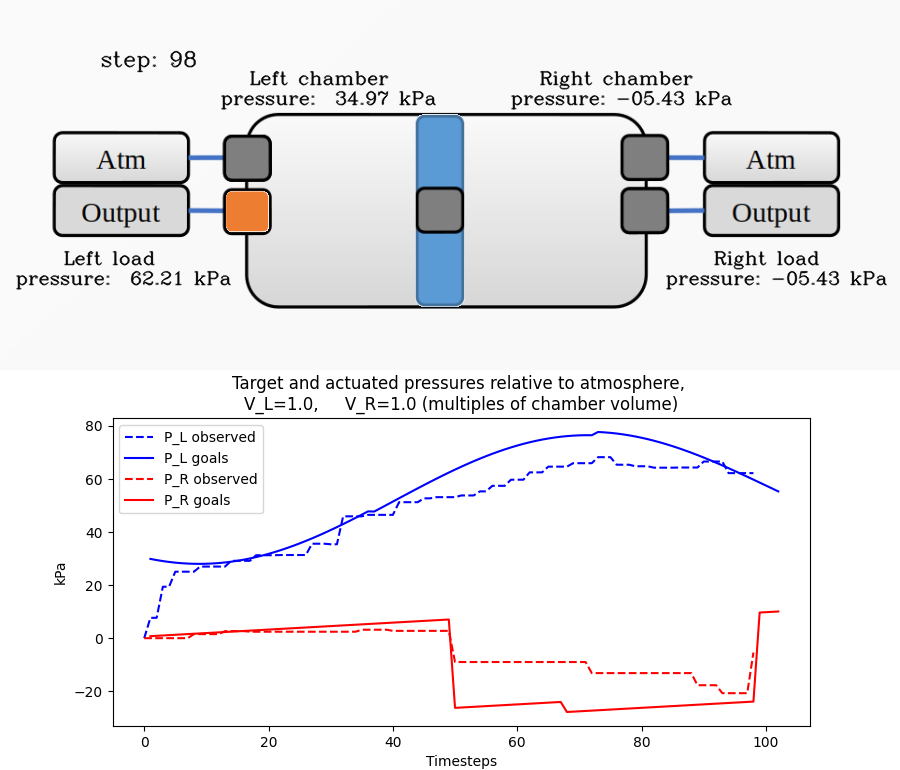 step: 98
Left chamber
pressure:  34.97 kPa
Right chamber
pressure: −05.43 kPa
Atm
Output
Atm
Output
Left load
pressure:  62.21 kPa
Right load
pressure: −05.43 kPa
Target and actuated pressures relative to atmosphere,
V_L=1.0,     V_R=1.0 (multiples of chamber volume)
P_L observed
P_L goals
P_R observed
P_R goals
80
60
40
20
0
−20
kPa
0 20 40 60 80 100
Timesteps